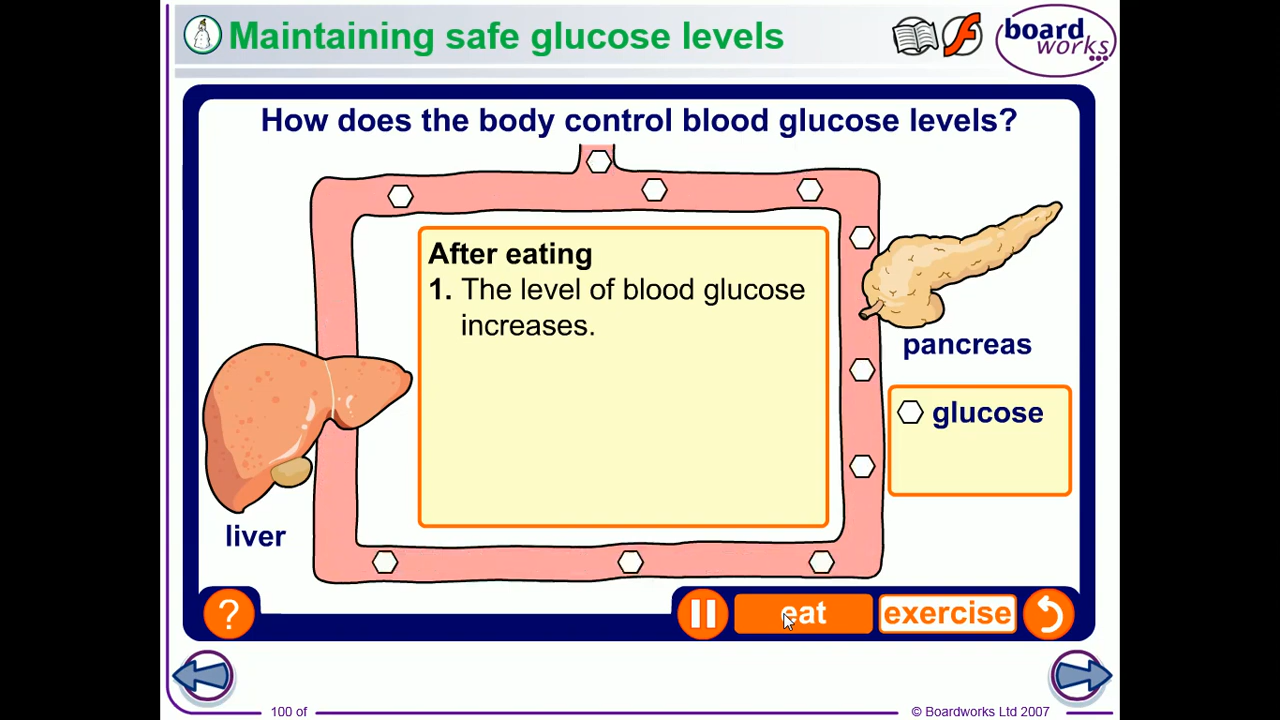 Maintaining safe glucose levels
board
works
How does the body control blood glucose levels?
After eating
1. The level of blood glucose
increases.
pancreas
glucose
liver
?
eat
exercise
100 of
© Boardworks Ltd 2007